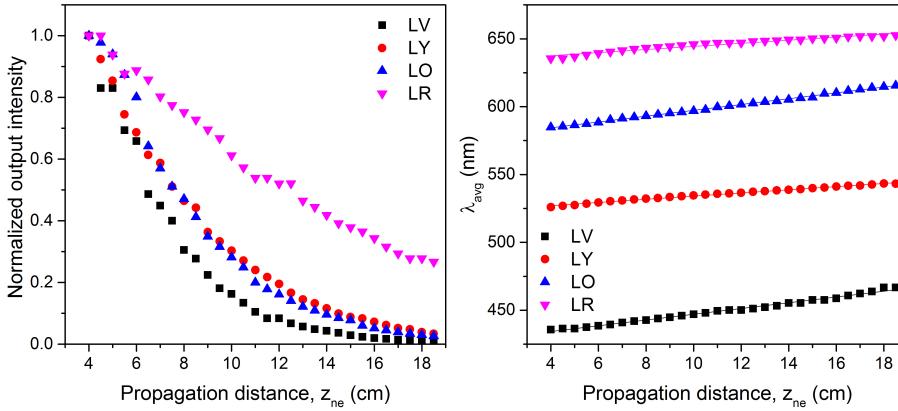 Normalized output intensity
1.0
0.8
0.6
0.4
0.2
0.0
LV
LY
LO
LR
4 6 8 10 12 14 16 18
Propagation distance, z_ne (cm)
λ_avg (nm)
650
600
550
500
450
LV
LY
LO
LR
4 6 8 10 12 14 16 18
Propagation distance, z_ne (cm)